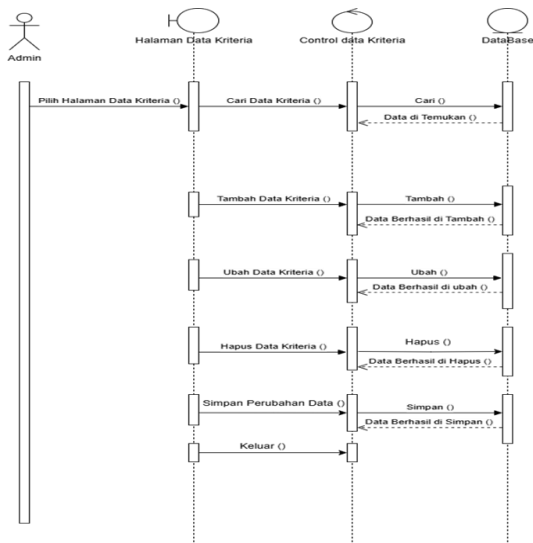 Admin
Halaman Data Kriteria
Control data Kriteria
DataBase
Pilih Halaman Data Kriteria ()
Cari Data Kriteria ()
Cari ()
Data di Temukan ()
Tambah Data Kriteria ()
Tambah ()
Data Berhasil di Tambah ()
Ubah Data Kriteria ()
Ubah ()
Data Berhasil di ubah ()
Hapus Data Kriteria ()
Hapus ()
Data Berhasil di Hapus ()
Simpan Perubahan Data ()
Simpan ()
Data Berhasil di Simpan ()
Keluar ()